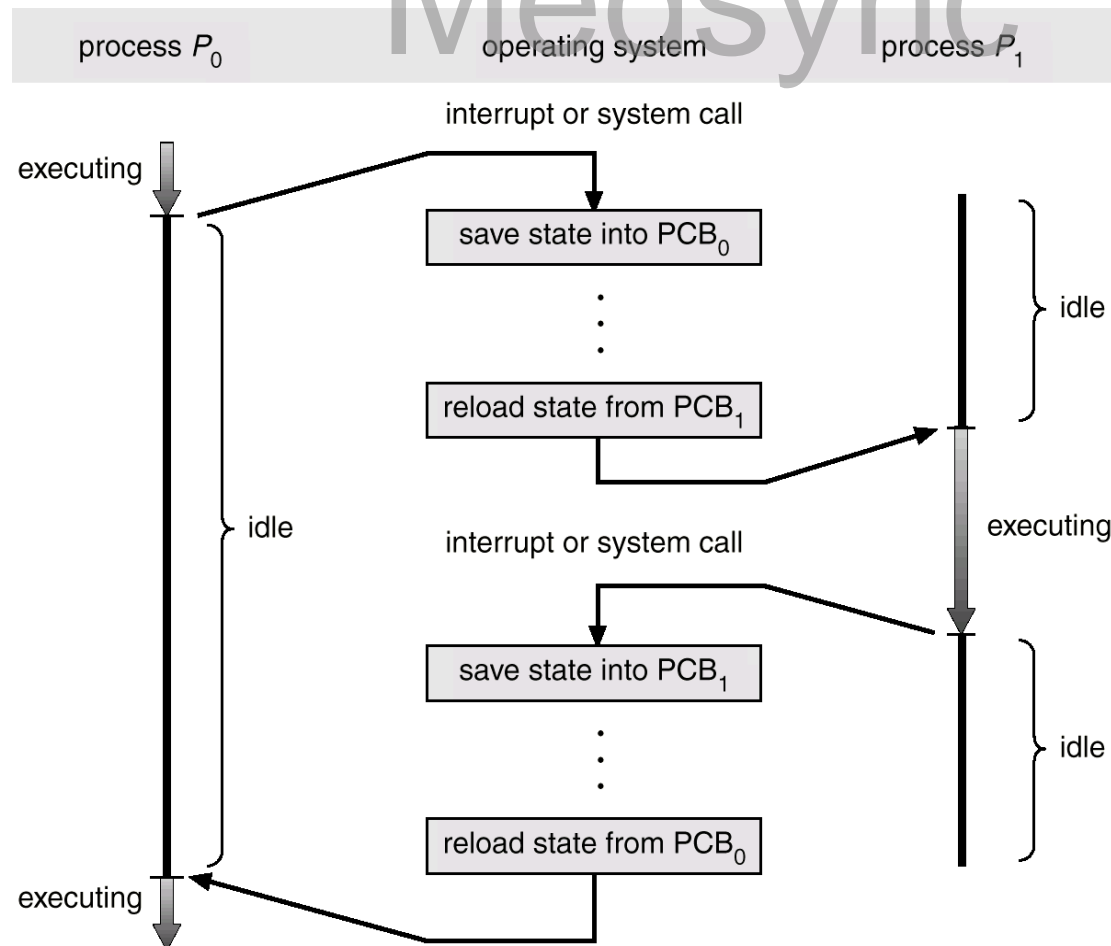 Medsync
process P0 operating system process P1
interrupt or system call
executing
save state into PCB0
idle
reload state from PCB1
idle
executing
interrupt or system call
save state into PCB1
idle
reload state from PCB0
executing